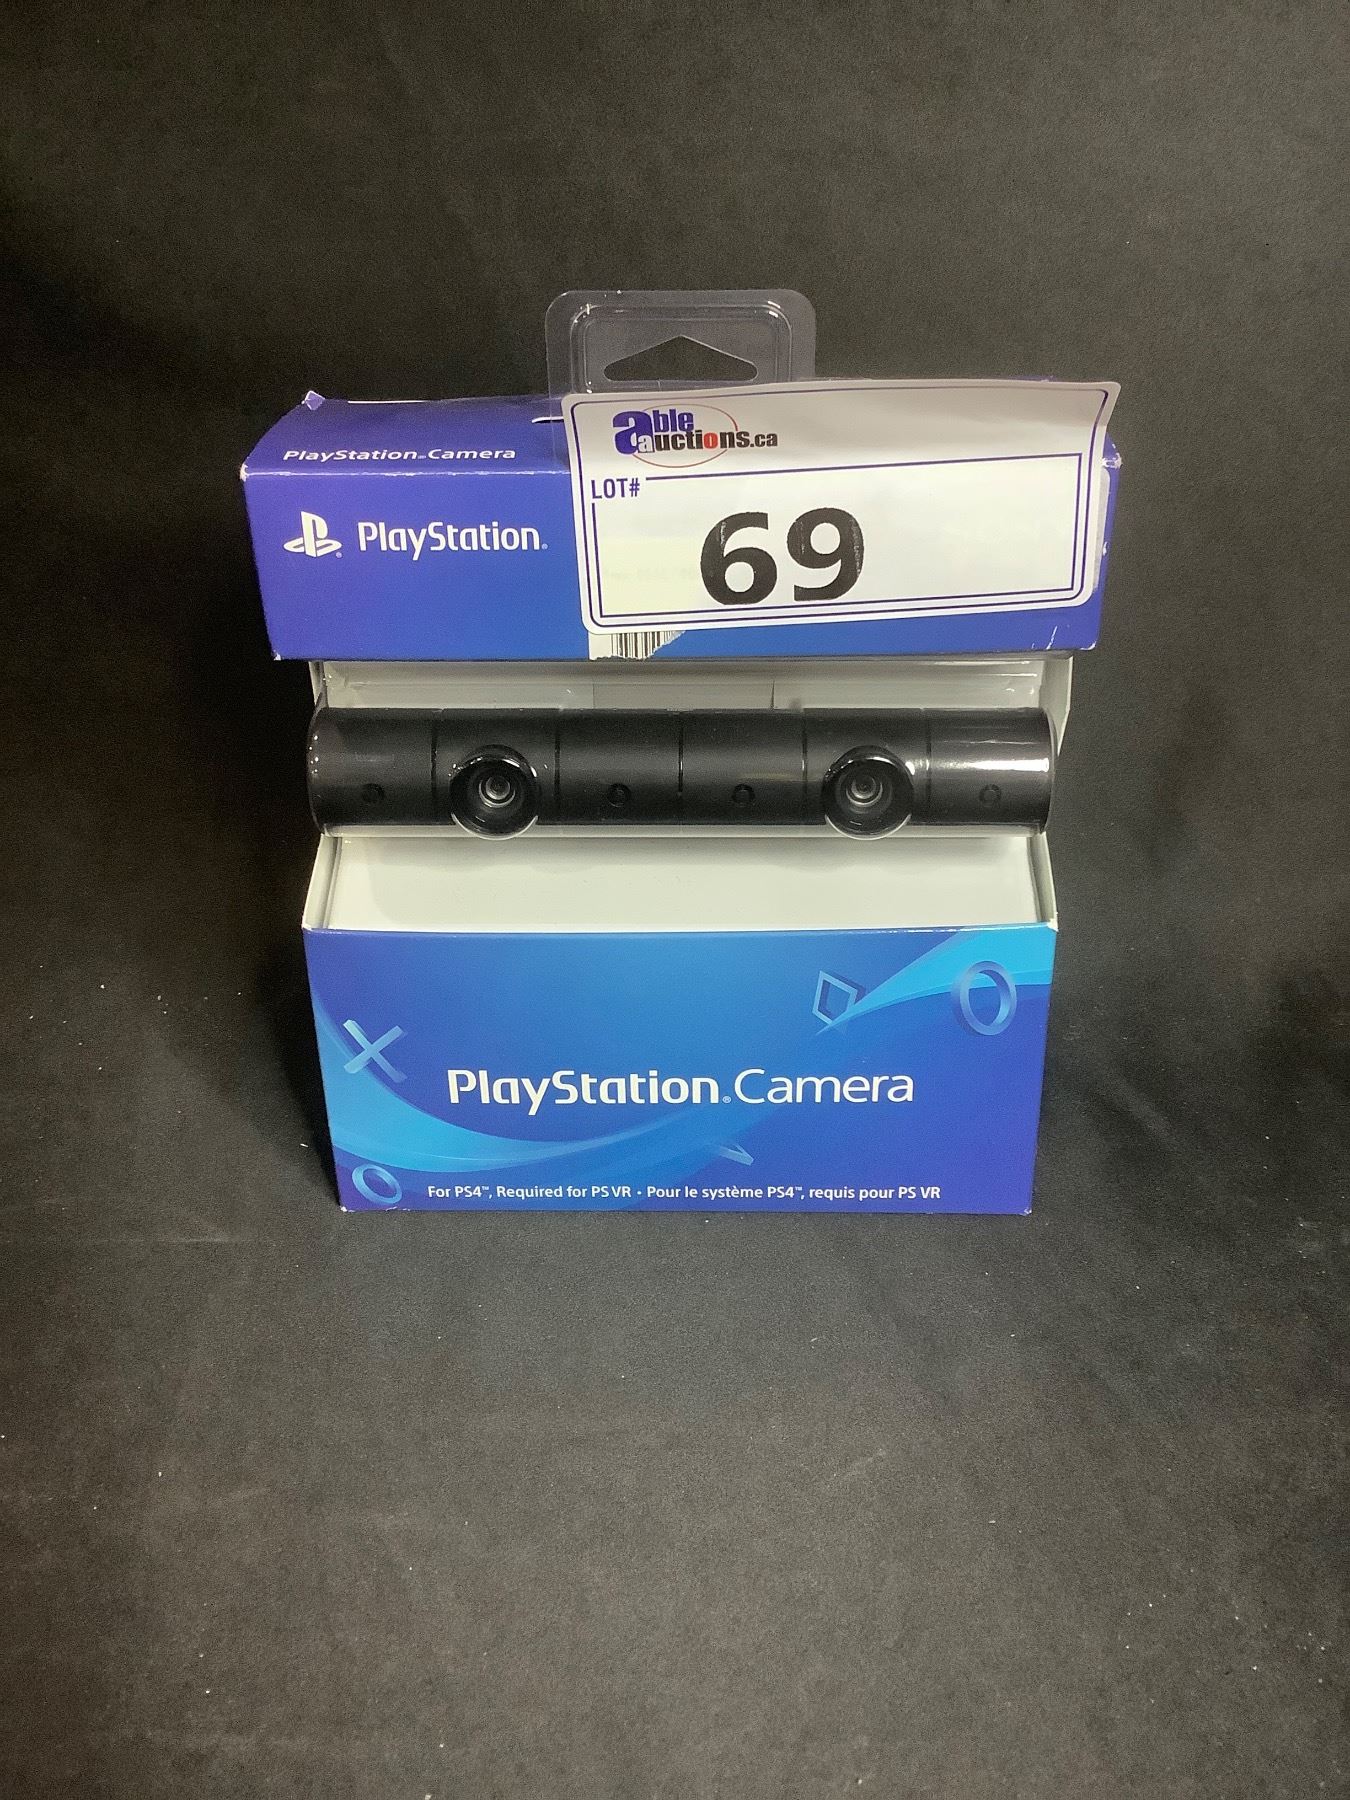 able
auctions.ca
LOT#
69
PlayStation®Camera
PlayStation®
PlayStation®Camera
For PS4™, Required for PS VR • Pour le système PS4™, requis pour PS VR